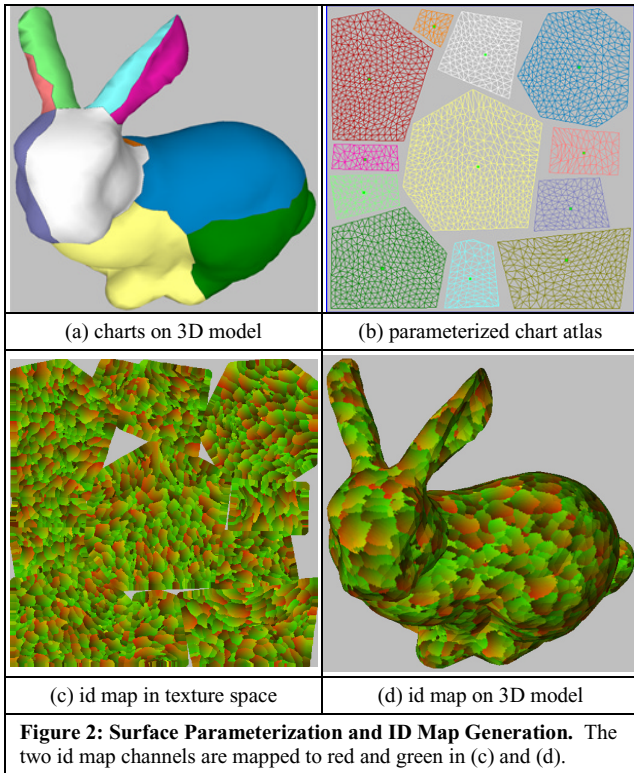 (a) charts on 3D model
(b) parameterized chart atlas
(c) id map in texture space
(d) id map on 3D model
Figure 2: Surface Parameterization and ID Map Generation. The
two id map channels are mapped to red and green in (c) and (d).